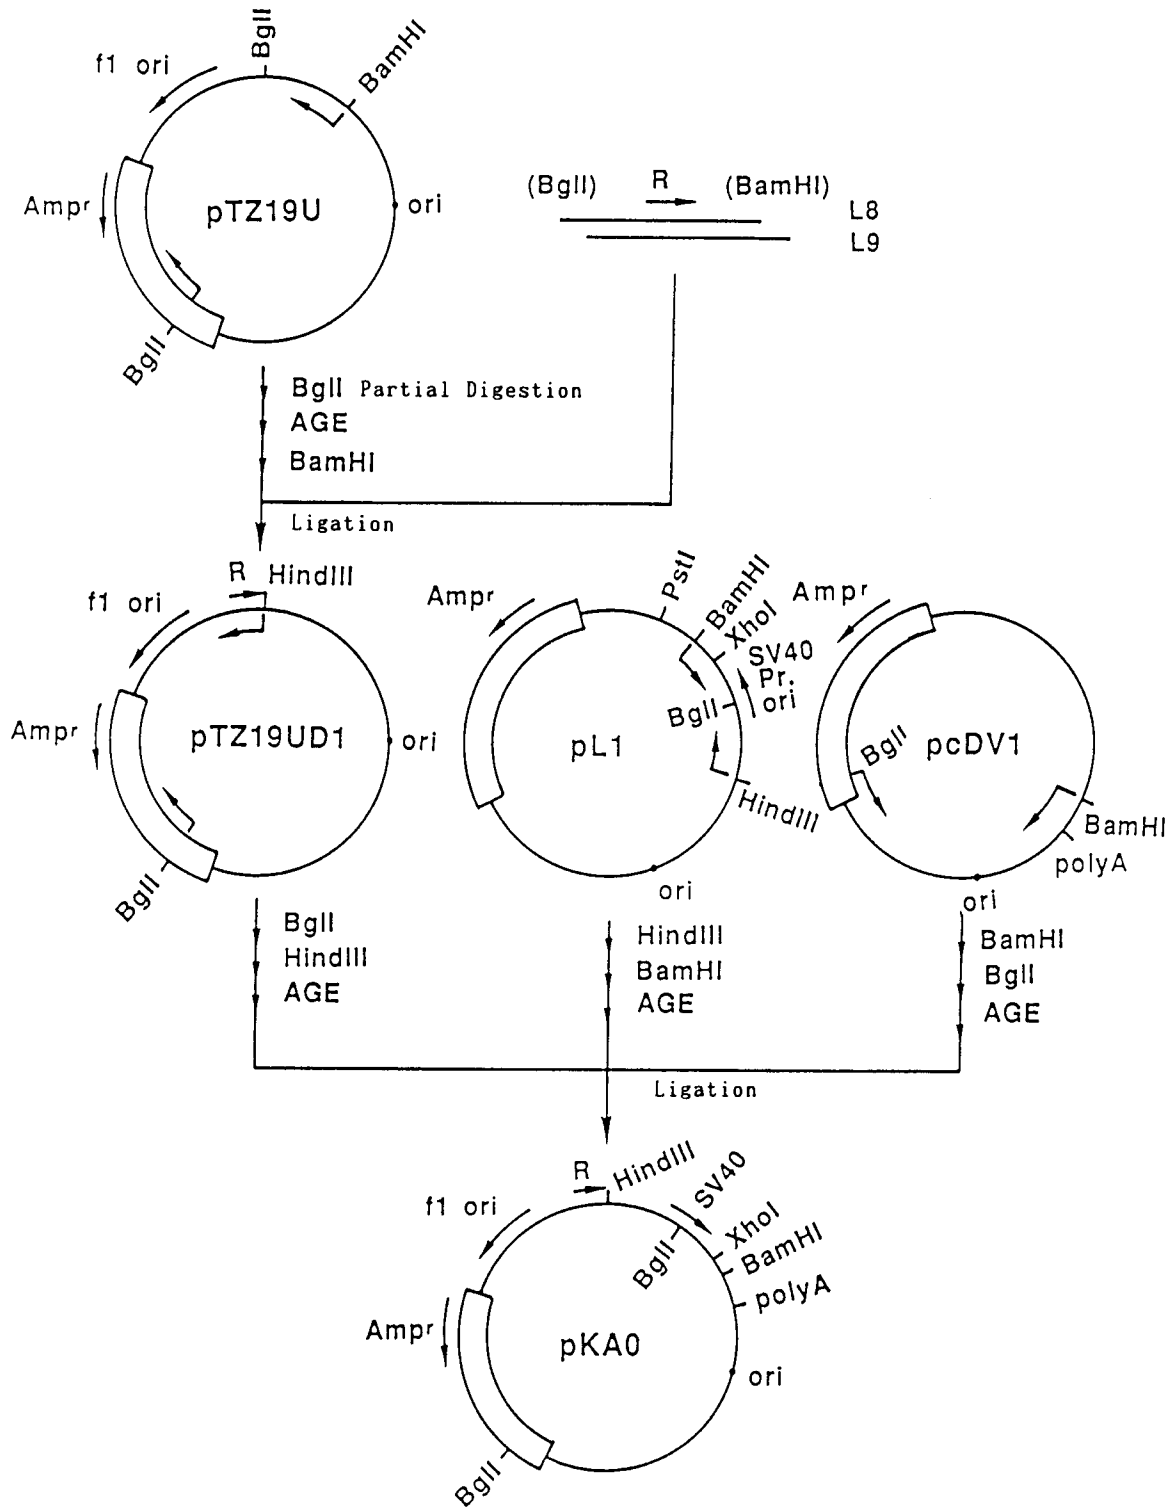 BglI
BamHI
f1 ori
Ampr
pTZ19U
ori
BglI
(BglI)
R
(BamHI)
L8
L9
BglI Partial Digestion
AGE
BamHI
Ligation
R
HindIII
f1 ori
Ampr
pTZ19UD1
ori
BglI
Ampr
PstI
BamHI
XhoI
SV40
Pr.
ori
BglI
pL1
HindIII
ori
Ampr
BglI
pcDV1
BamHI
polyA
ori
BglI
HindIII
AGE
HindIII
BamHI
AGE
BamHI
BglI
AGE
Ligation
R
HindIII
SV40
f1 ori
BglI
XhoI
BamHI
polyA
Ampr
pKA0
ori
BglI